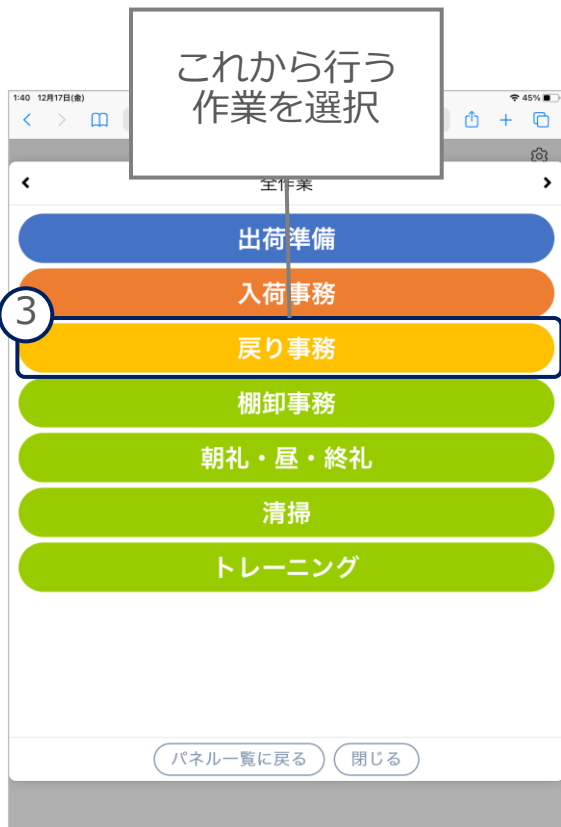 これから行う
作業を選択
1:40 12月17日(金)
45%
全作業
出荷準備
入荷事務
3
戻り事務
棚卸事務
朝礼・昼・終礼
清掃
トレーニング
パネル一覧に戻る
閉じる